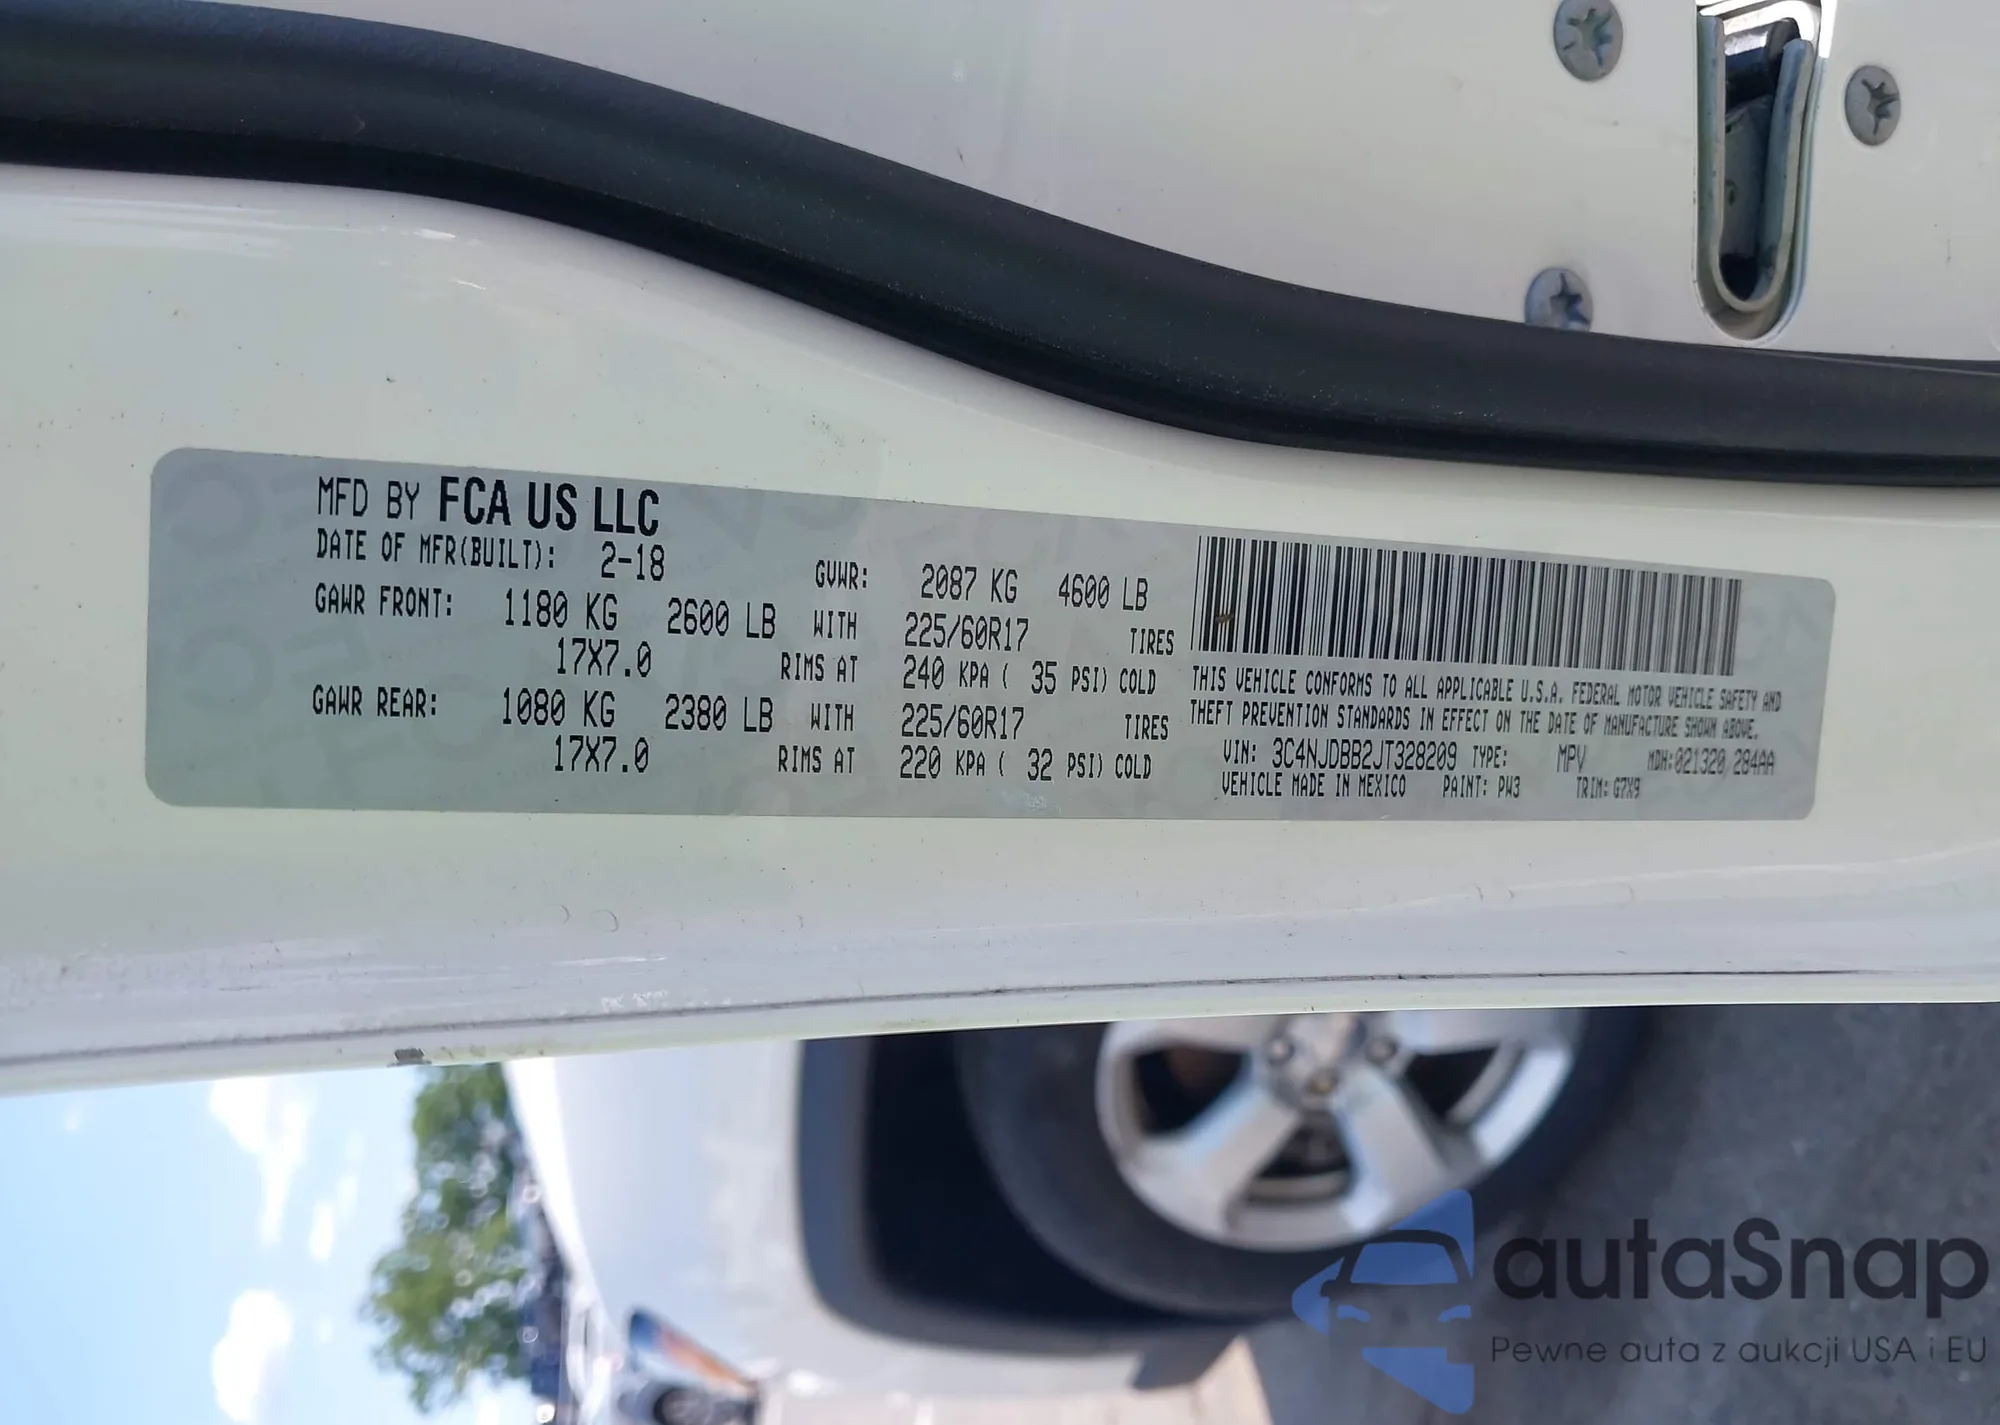 MFD BY FCA US LLC
DATE OF MFR(BUILT): 2-18 GVWR: 2087 KG 4600 LB
GAWR FRONT: 1180 KG 2600 LB WITH 225/60R17 TIRES
17X7.0 RIMS AT 240 KPA ( 35 PSI) COLD
GAWR REAR: 1080 KG 2380 LB WITH 225/60R17 TIRES
17X7.0 RIMS AT 220 KPA ( 32 PSI) COLD
THIS VEHICLE CONFORMS TO ALL APPLICABLE U.S.A. FEDERAL MOTOR VEHICLE SAFETY AND
THEFT PREVENTION STANDARDS IN EFFECT ON THE DATE OF MANUFACTURE SHOWN ABOVE.
VIN: 3C4NJDBB2JT328209 TYPE: MPV MDH:021320 284AA
VEHICLE MADE IN MEXICO PAINT: PW3 TRIM: G7X9
autaSnap
Pewne auta z aukcji USA i EU